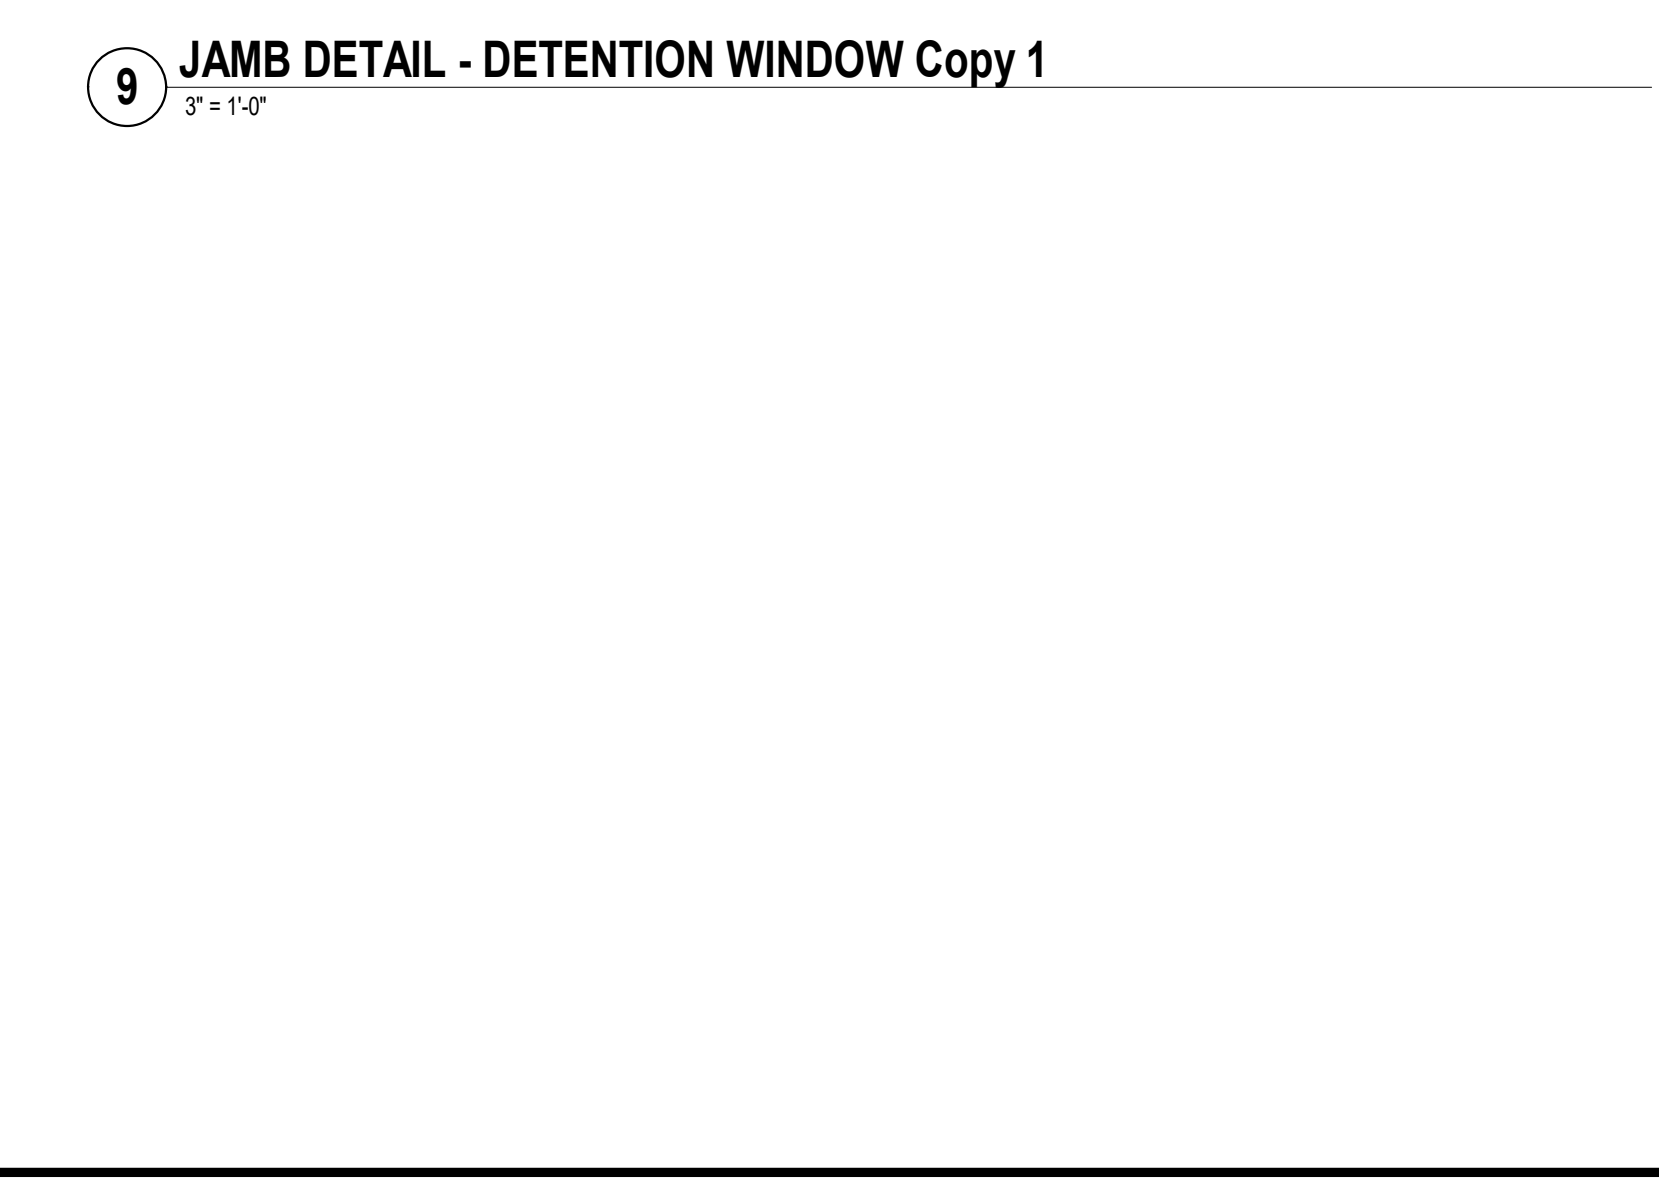 9
JAMB DETAIL - DETENTION WINDOW Copy 1
3" = 1'-0"